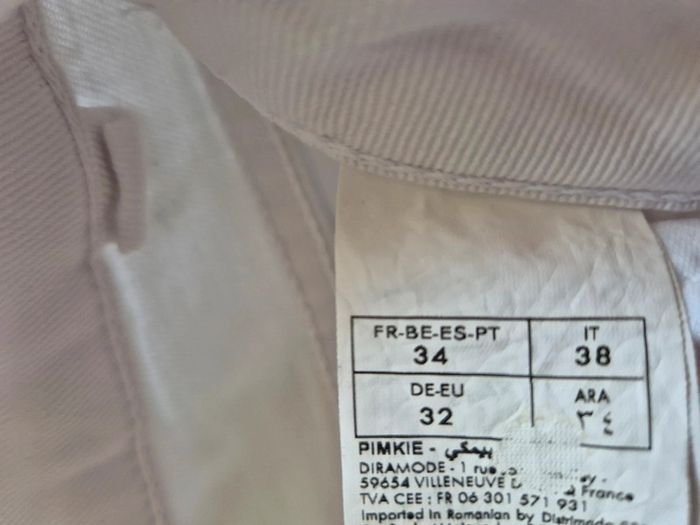 FR-BE-ES-PT IT
34 38
DE-EU ARA
32 ٣٤
PIMKIE - بيمكي
DIRAMODE - 1 rue
59654 VILLENEUVE France
TVA CEE : FR 06 301 571 931
Imported In Romanian by